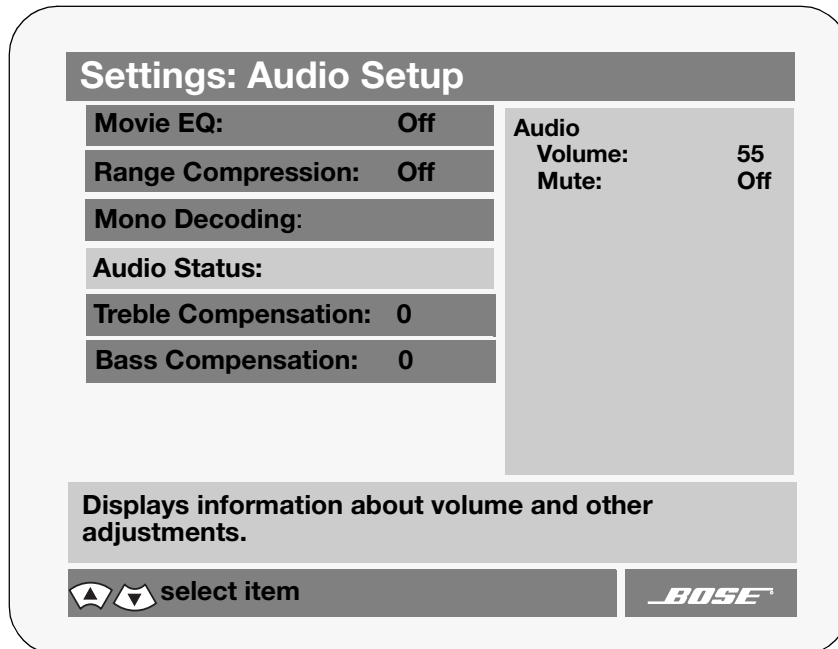 Settings: Audio Setup
Movie EQ: Off
Range Compression: Off
Mono Decoding:
Audio Status:
Treble Compensation: 0
Bass Compensation: 0
Audio
Volume: 55
Mute: Off
Displays information about volume and other
adjustments.
select item
BOSE